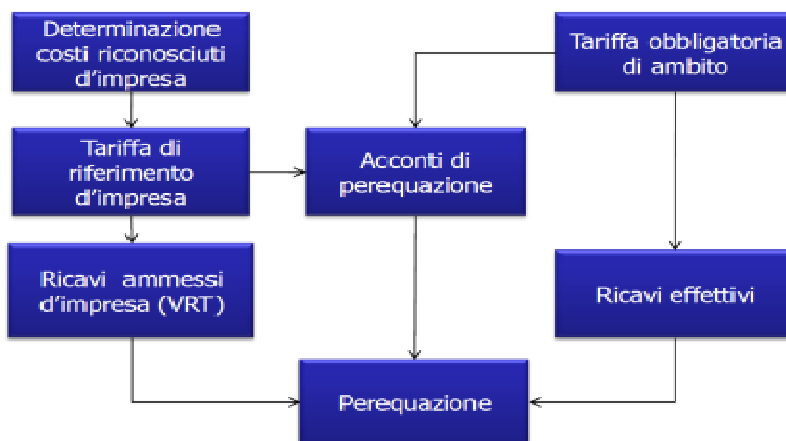 Determinazione
costi riconosciuti
d'impresa
Tariffa obbligatoria
di ambito
Tariffa di
riferimento
d'impresa
Acconti di
perequazione
Ricavi ammessi
d'impresa (VRT)
Ricavi effettivi
Perequazione